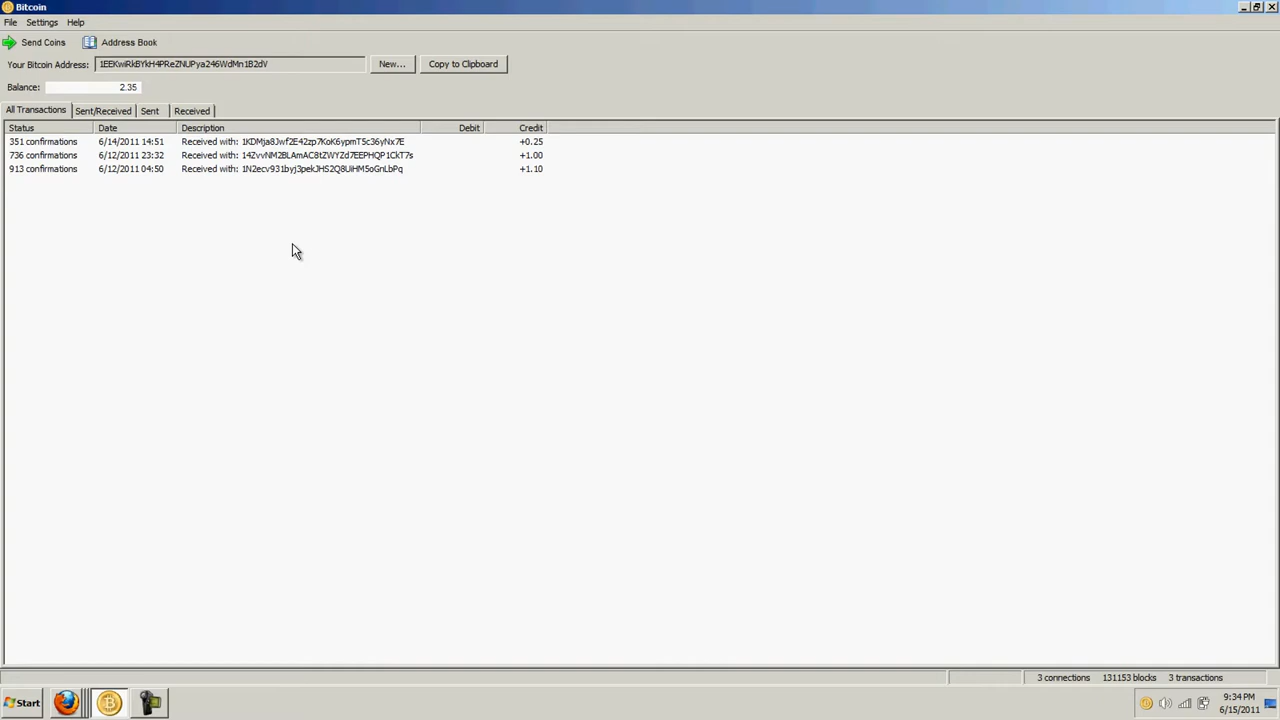 Bitcoin
File Settings Help
Send Coins Address Book
Your Bitcoin Address: 1EEKwiRkBYkH4PReZNUPya246WdMn1B2dV New... Copy to Clipboard
Balance: 2.35
All Transactions Sent/Received Sent Received
Status Date Description Debit Credit
351 confirmations 6/14/2011 14:51 Received with: 1KDMja8Jwf2E42zp7KoK6ypmT5c36yNx7E +0.25
736 confirmations 6/12/2011 23:32 Received with: 14ZvvNM2BLAmAC8tZWYZd7EEPHQP1CkT7s +1.00
913 confirmations 6/12/2011 04:50 Received with: 1N2ecv931byj3pekJHS2Q8UiHM5oGnLbPq +1.10
3 connections 131153 blocks 3 transactions
Start
9:34 PM
6/15/2011